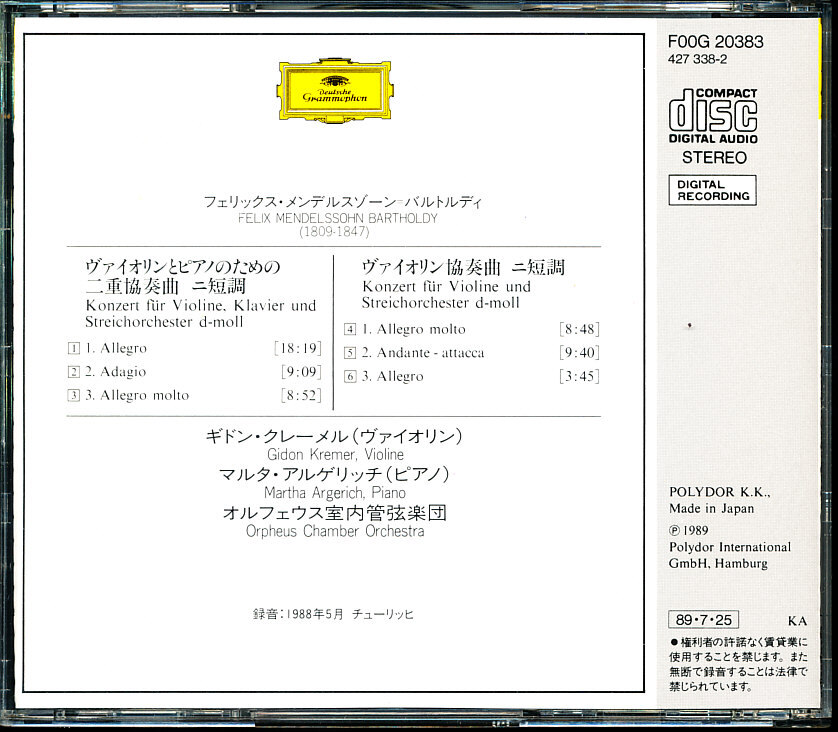 Deutsche
Grammophon
フェリックス・メンデルスゾーン=バルトルディ
FELIX MENDELSSOHN BARTHOLDY
(1809-1847)
ヴァイオリンとピアノのための
二重協奏曲 ニ短調
Konzert für Violine, Klavier und
Streichorchester d-moll
1 1. Allegro [18:19]
2 2. Adagio [9:09]
3 3. Allegro molto [8:52]
ヴァイオリン協奏曲 ニ短調
Konzert für Violine und
Streichorchester d-moll
4 1. Allegro molto [8:48]
5 2. Andante - attacca [9:40]
6 3. Allegro [3:45]
ギドン・クレーメル(ヴァイオリン)
Gidon Kremer, Violine
マルタ・アルゲリッチ(ピアノ)
Martha Argerich, Piano
オルフェウス室内管弦楽団
Orpheus Chamber Orchestra
録音:1988年5月 チューリッヒ
F00G 20383
427 338-2
COMPACT
disc
DIGITAL AUDIO
STEREO
DIGITAL
RECORDING
POLYDOR K.K.,
Made in Japan
℗ 1989
Polydor International
GmbH, Hamburg
89・7・25 KA
●権利者の許諾なく賃貸業に
使用することを禁じます。また
無断で録音することは法律で
禁じられています。